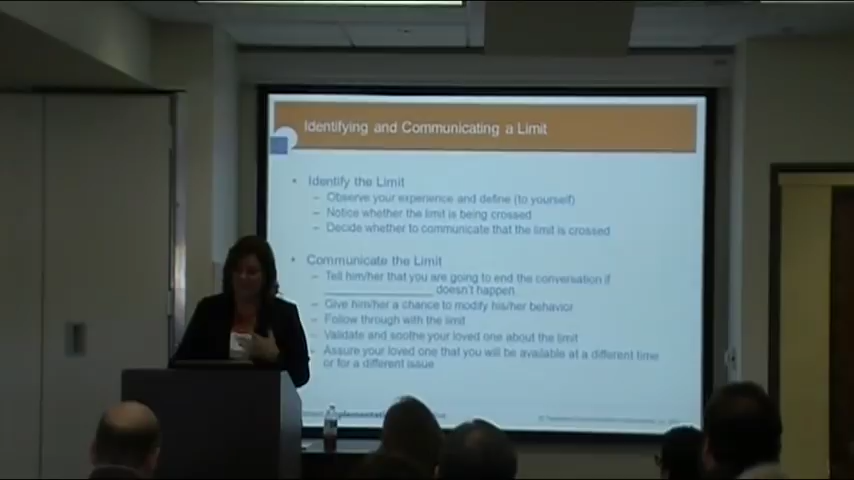 Identifying and Communicating a Limit
• Identify the Limit
– Observe your experience and define (to yourself)
– Notice whether the limit is being crossed
– Decide whether to communicate that the limit is crossed
• Communicate the Limit
– Tell him/her that you are going to end the conversation if
____________________ doesn't happen
– Give him/her a chance to modify his/her behavior
– Follow through with the limit
– Validate and soothe your loved one about the limit
– Assure your loved one that you will be available at a different time
or for a different issue